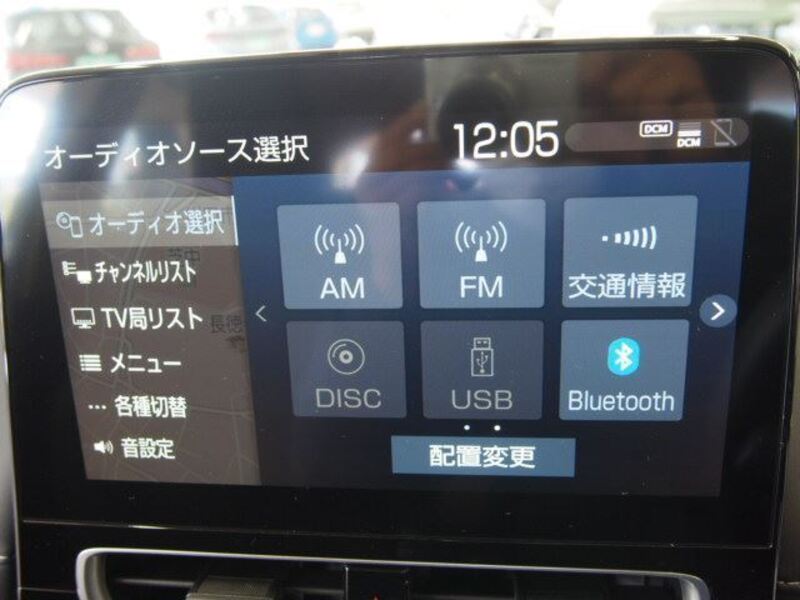 オーディオソース選択
12:05
DCM
DCM
オーディオ選択
チャンネルリスト
TV局リスト
メニュー
各種切替
音設定
AM
FM
交通情報
DISC
USB
Bluetooth
配置変更